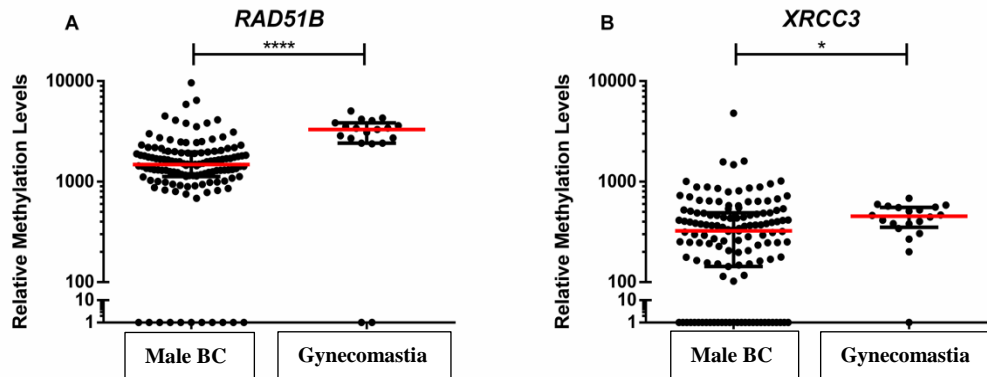 A RAD51B
****
Relative Methylation Levels
10000
1000
100
10
1
Male BC Gynecomastia
B XRCC3
*
Relative Methylation Levels
10000
1000
100
10
1
Male BC Gynecomastia